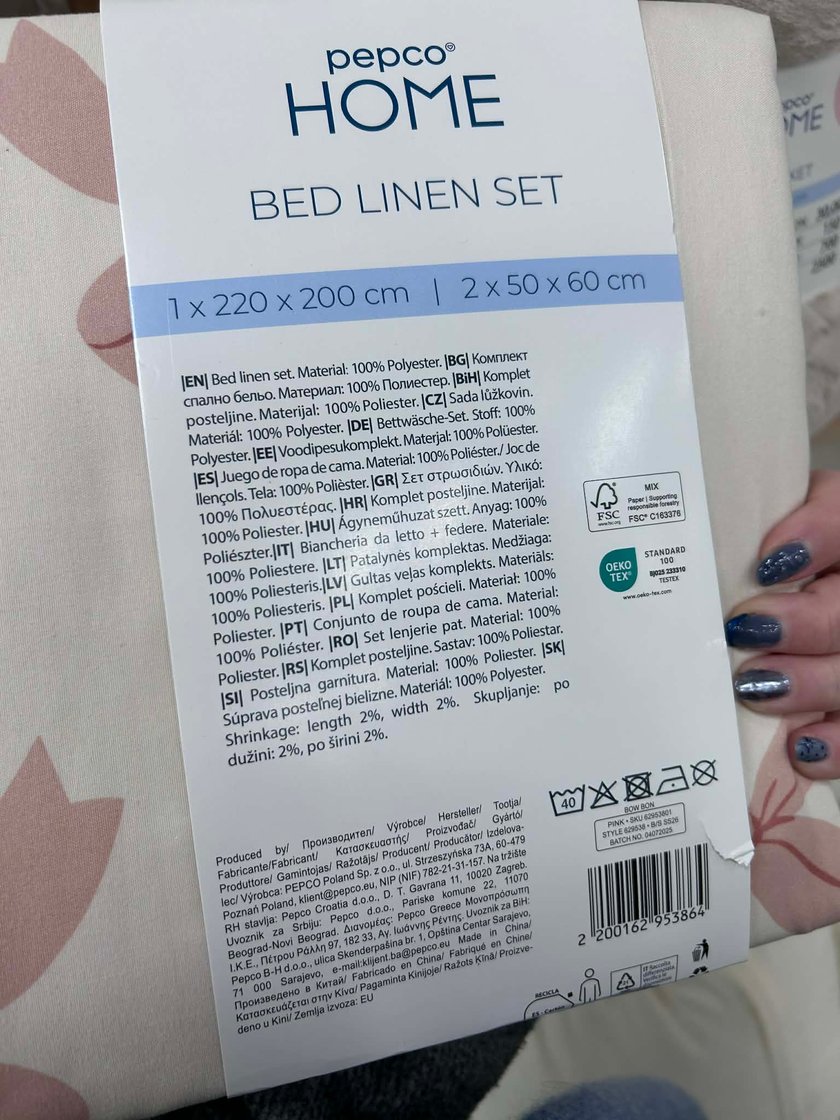 pepco
HOME
BED LINEN SET
1 x 220 x 200 cm | 2 x 50 x 60 cm
|EN| Bed linen set. Material: 100% Polyester. |BG| Комплект
спално бельо. Материал: 100% Полиестер. |BiH| Komplet
posteljine. Materijal: 100% Poliester. |CZ| Sada lůžkovin.
Materiál: 100% Polyester. |DE| Bettwäsche-Set. Stoff: 100%
Polyester. |EE| Voodipesukomplekt. Materjal: 100% Polüester.
|ES| Juego de ropa de cama. Material: 100% Poliéster./ Joc de
llençols. Tela: 100% Polièster. |GR| Σετ στρωσιδιών. Υλικό:
100% Πολυεστέρας. |HR| Komplet posteljine. Materijal:
100% Poliester. |HU| Ágyneműhuzat szett. Anyag: 100%
Poliészter.|IT| Biancheria da letto + federe. Materiale:
100% Poliestere. |LT| Patalynės komplektas. Medžiaga:
100% Poliesteris.|LV| Gultas veļas komplekts. Materiāls:
100% Poliesteris. |PL| Komplet pościeli. Materiał: 100%
Poliester. |PT| Conjunto de roupa de cama. Material:
100% Poliéster. |RO| Set lenjerie pat. Material: 100%
Poliester. |RS| Komplet posteljine. Sastav: 100% Poliestar.
|SI| Posteljna garnitura. Material: 100% Poliester. |SK|
Súprava posteľnej bielizne. Materiál: 100% Polyester.
Shrinkage: length 2%, width 2%. Skupljanje: po
dužini: 2%, po širini 2%.
FSC
www.fsc.org
MIX
Paper | Supporting
responsible forestry
FSC® C163376
OEKO
TEX®
STANDARD
100
BJ025 233310
TESTEX
www.oeko-tex.com
40
BOW BON
PINK • SKU 62953801
STYLE 629538 • B/S SS26
BATCH NO. 04072025
2 200162 953864
Produced by/ Производител/ Výrobce/ Hersteller/ Tootja/
Fabricante/Fabricant/ Κατασκευαστής/ Proizvođač/ Gyártó/
Produttore/ Gamintojas/ Ražotājs/ Producent/ Producător/ Izdelova-
lec/ Výrobca: PEPCO Poland Sp. z o.o., ul. Strzeszyńska 73A, 60-479
Poznań Poland, klient@pepco.eu, NIP (NIF) 782-21-31-157. Na tržište
RH stavlja: Pepco Croatia d.o.o., D. T. Gavrana 11, 10020 Zagreb.
Uvoznik za Srbiju: Pepco d.o.o., Pariske komune 22, 11070
Beograd-Novi Beograd. Διανομέας: Pepco Greece Μονοπρόσωπη
Ι.Κ.Ε., Πέτρου Ράλλη 97, 182 33, Αγ. Ιωάννης Ρέντης. Uvoznik za BiH:
Pepco B-H d.o.o., ulica Skenderpašina br. 1, Opština Centar Sarajevo,
71 000 Sarajevo, e-mail:klijent.ba@pepco.eu Made in China/
Произведено в Китай/ Fabricado en China/ Fabriqué en Chine/
Κατασκευάζεται στην Κίνα/ Pagaminta Kinijoje/ Ražots Ķīnā/ Proizve-
deno u Kini/ Zemlja izvoza: EU
RECICLA
21
IT Raccolta
differenziata